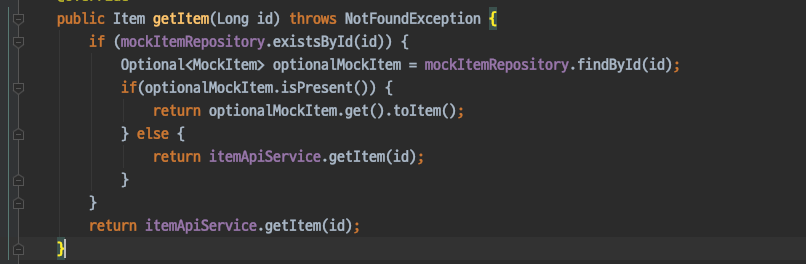 public Item getItem(Long id) throws NotFoundException {
if (mockItemRepository.existsById(id)) {
Optional<MockItem> optionalMockItem = mockItemRepository.findById(id);
if(optionalMockItem.isPresent()) {
return optionalMockItem.get().toItem();
} else {
return itemApiService.getItem(id);
}
}
return itemApiService.getItem(id);
}